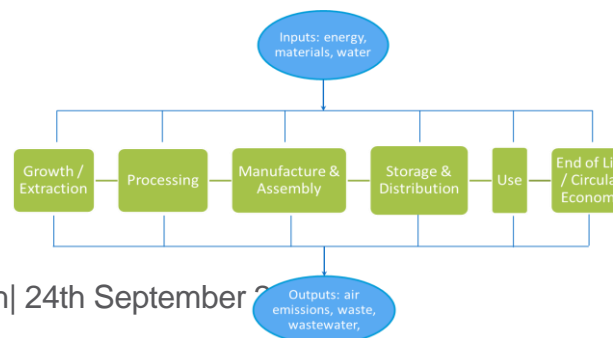 Inputs: energy,
materials, water
Growth /
Extraction
Processing
Manufacture &
Assembly
Storage &
Distribution
Use
End of Li
/ Circula
Econom
n| 24th September 2
Outputs: air
emissions, waste,
wastewater,